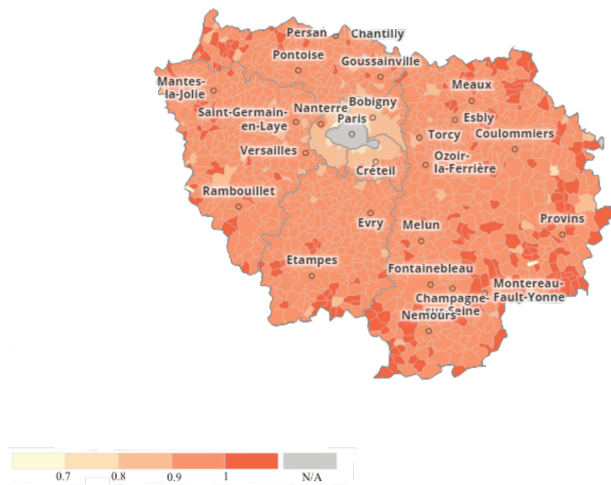 Persan
Chantilly
Pontoise
Goussainville
Mantes-
la-Jolie
Meaux
Saint-Germain-
en-Laye
Nanterre
Bobigny
Paris
Esbly
Torcy
Coulommiers
Versailles
Créteil
Ozoir-
la-Ferrière
Rambouillet
Evry
Melun
Provins
Etampes
Fontainebleau
Champagne-
sur-Seine
Montereau-
Fault-Yonne
Nemours
0.7 0.8 0.9 1 N/A